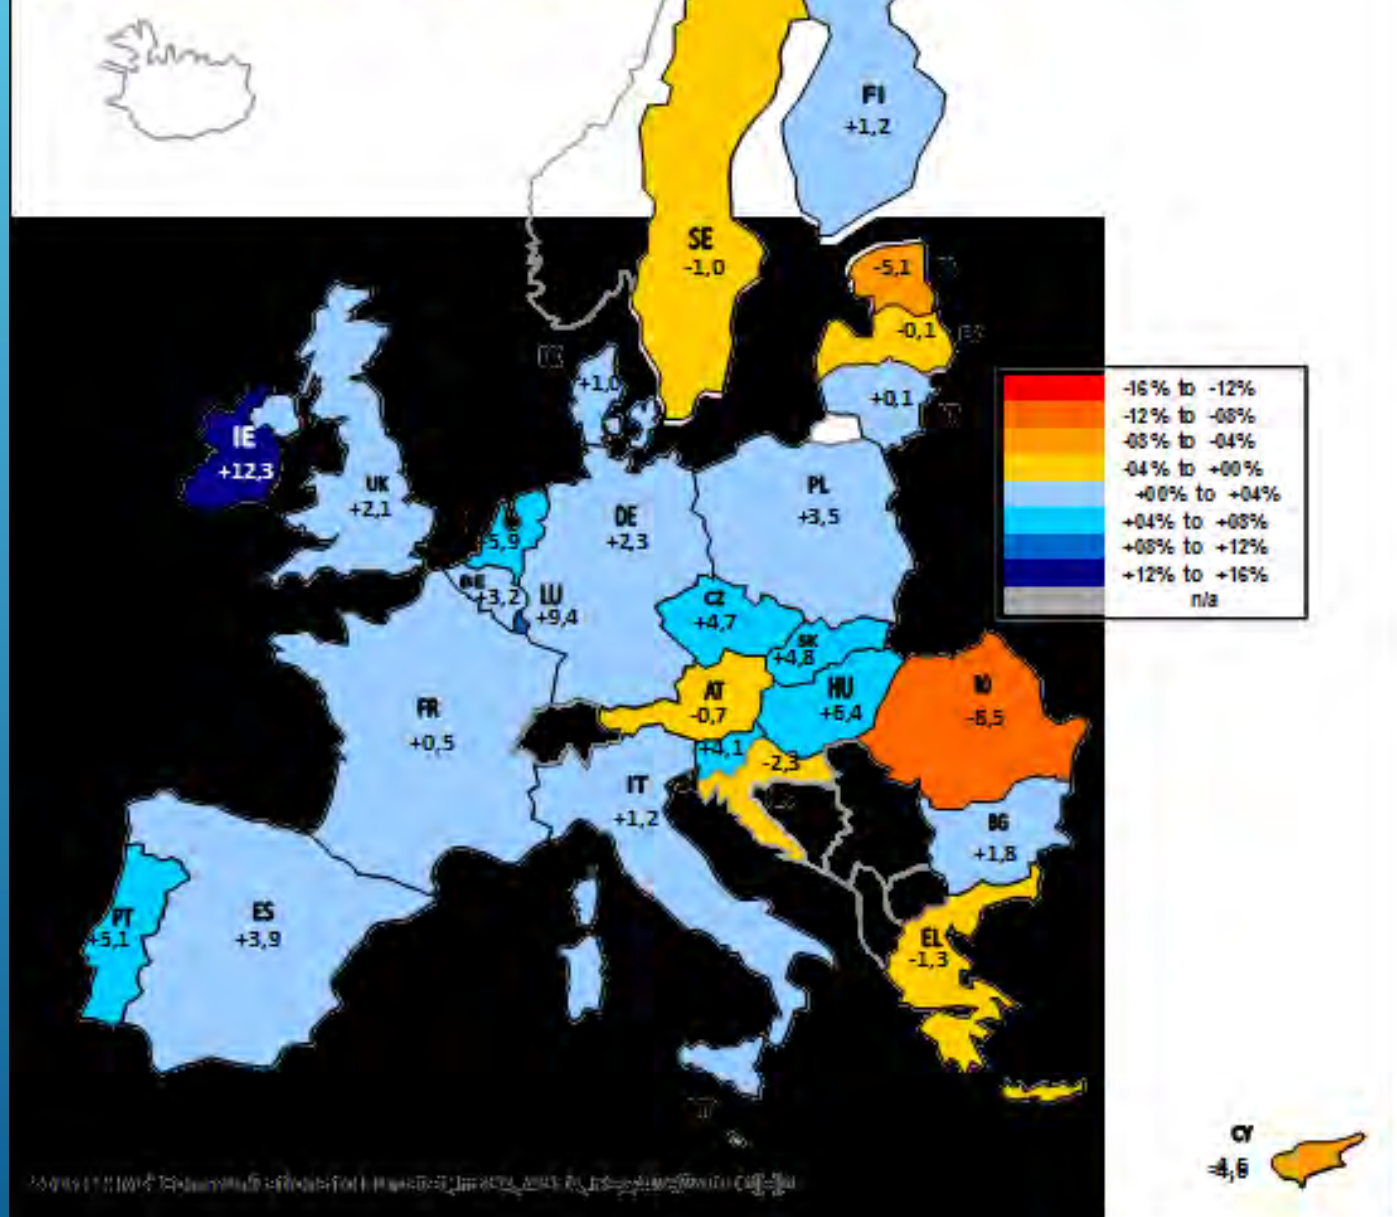 FI
+1,2
SE
-1,0
-5,1
-0,1
+1,0
+0,1
IE
+12,3
UK
+2,1
5,9
DE
+2,3
PL
+3,5
BE
+3,2
LU
+9,4
CZ
+4,7
SK
+4,8
AT
-0,7
HU
+6,4
FR
+0,5
+4,1
-2,3
IT
+1,2
BG
+1,8
PT
+5,1
ES
+3,9
EL
-1,3
CY
-16% to -12%
-12% to -08%
-08% to -04%
-04% to +00%
+00% to +04%
+04% to +08%
+08% to +12%
+12% to +16%
n/a